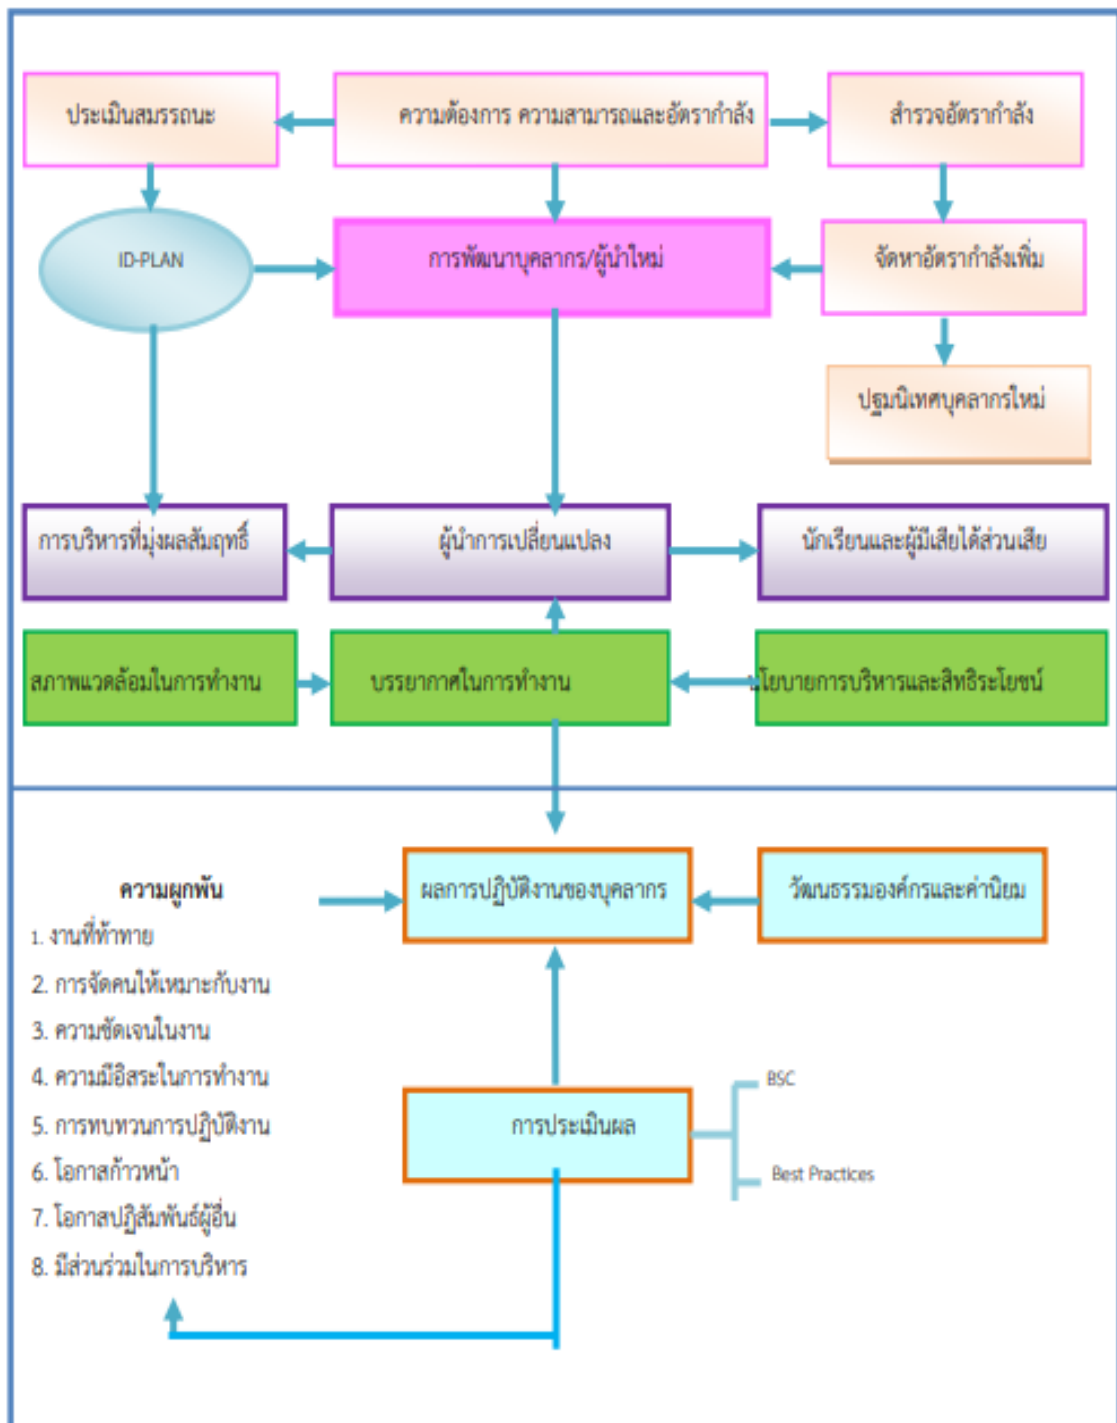 ประเมินสมรรถนะ
ความต้องการ ความสามารถและอัตรากำลัง
สำรวจอัตรากำลัง
ID-PLAN
การพัฒนาบุคลากร/ผู้นำใหม่
จัดหาอัตรากำลังเพิ่ม
ปฐมนิเทศบุคลากรใหม่
การบริหารที่มุ่งผลสัมฤทธิ์
ผู้นำการเปลี่ยนแปลง
นักเรียนและผู้มีเสียได้ส่วนเสีย
สภาพแวดล้อมในการทำงาน
บรรยากาศในการทำงาน
นโยบายการบริหารและสิทธิระโยชน์
ความผูกพัน
ผลการปฏิบัติงานของบุคลากร
วัฒนธรรมองค์กรและค่านิยม
1. งานที่ท้าทาย
2. การจัดคนให้เหมาะกับงาน
3. ความชัดเจนในงาน
4. ความมีอิสระในการทำงาน
5. การทบทวนการปฏิบัติงาน
6. โอกาสก้าวหน้า
7. โอกาสปฏิสัมพันธ์ผู้อื่น
8. มีส่วนร่วมในการบริหาร
การประเมินผล
BSC
Best Practices